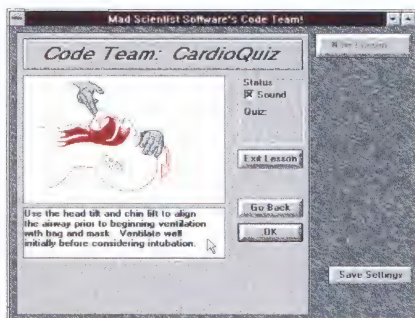 Mad Scientist Software's Code Team!
Code Team: CardioQuiz
New Lesson
Status
Sound
Quiz:
Exit Lesson
Use the head tilt and chin lift to align
the airway prior to beginning ventilation
with bag and mask. Ventilate well
initially before considering intubation.
Go Back
OK
Save Settings